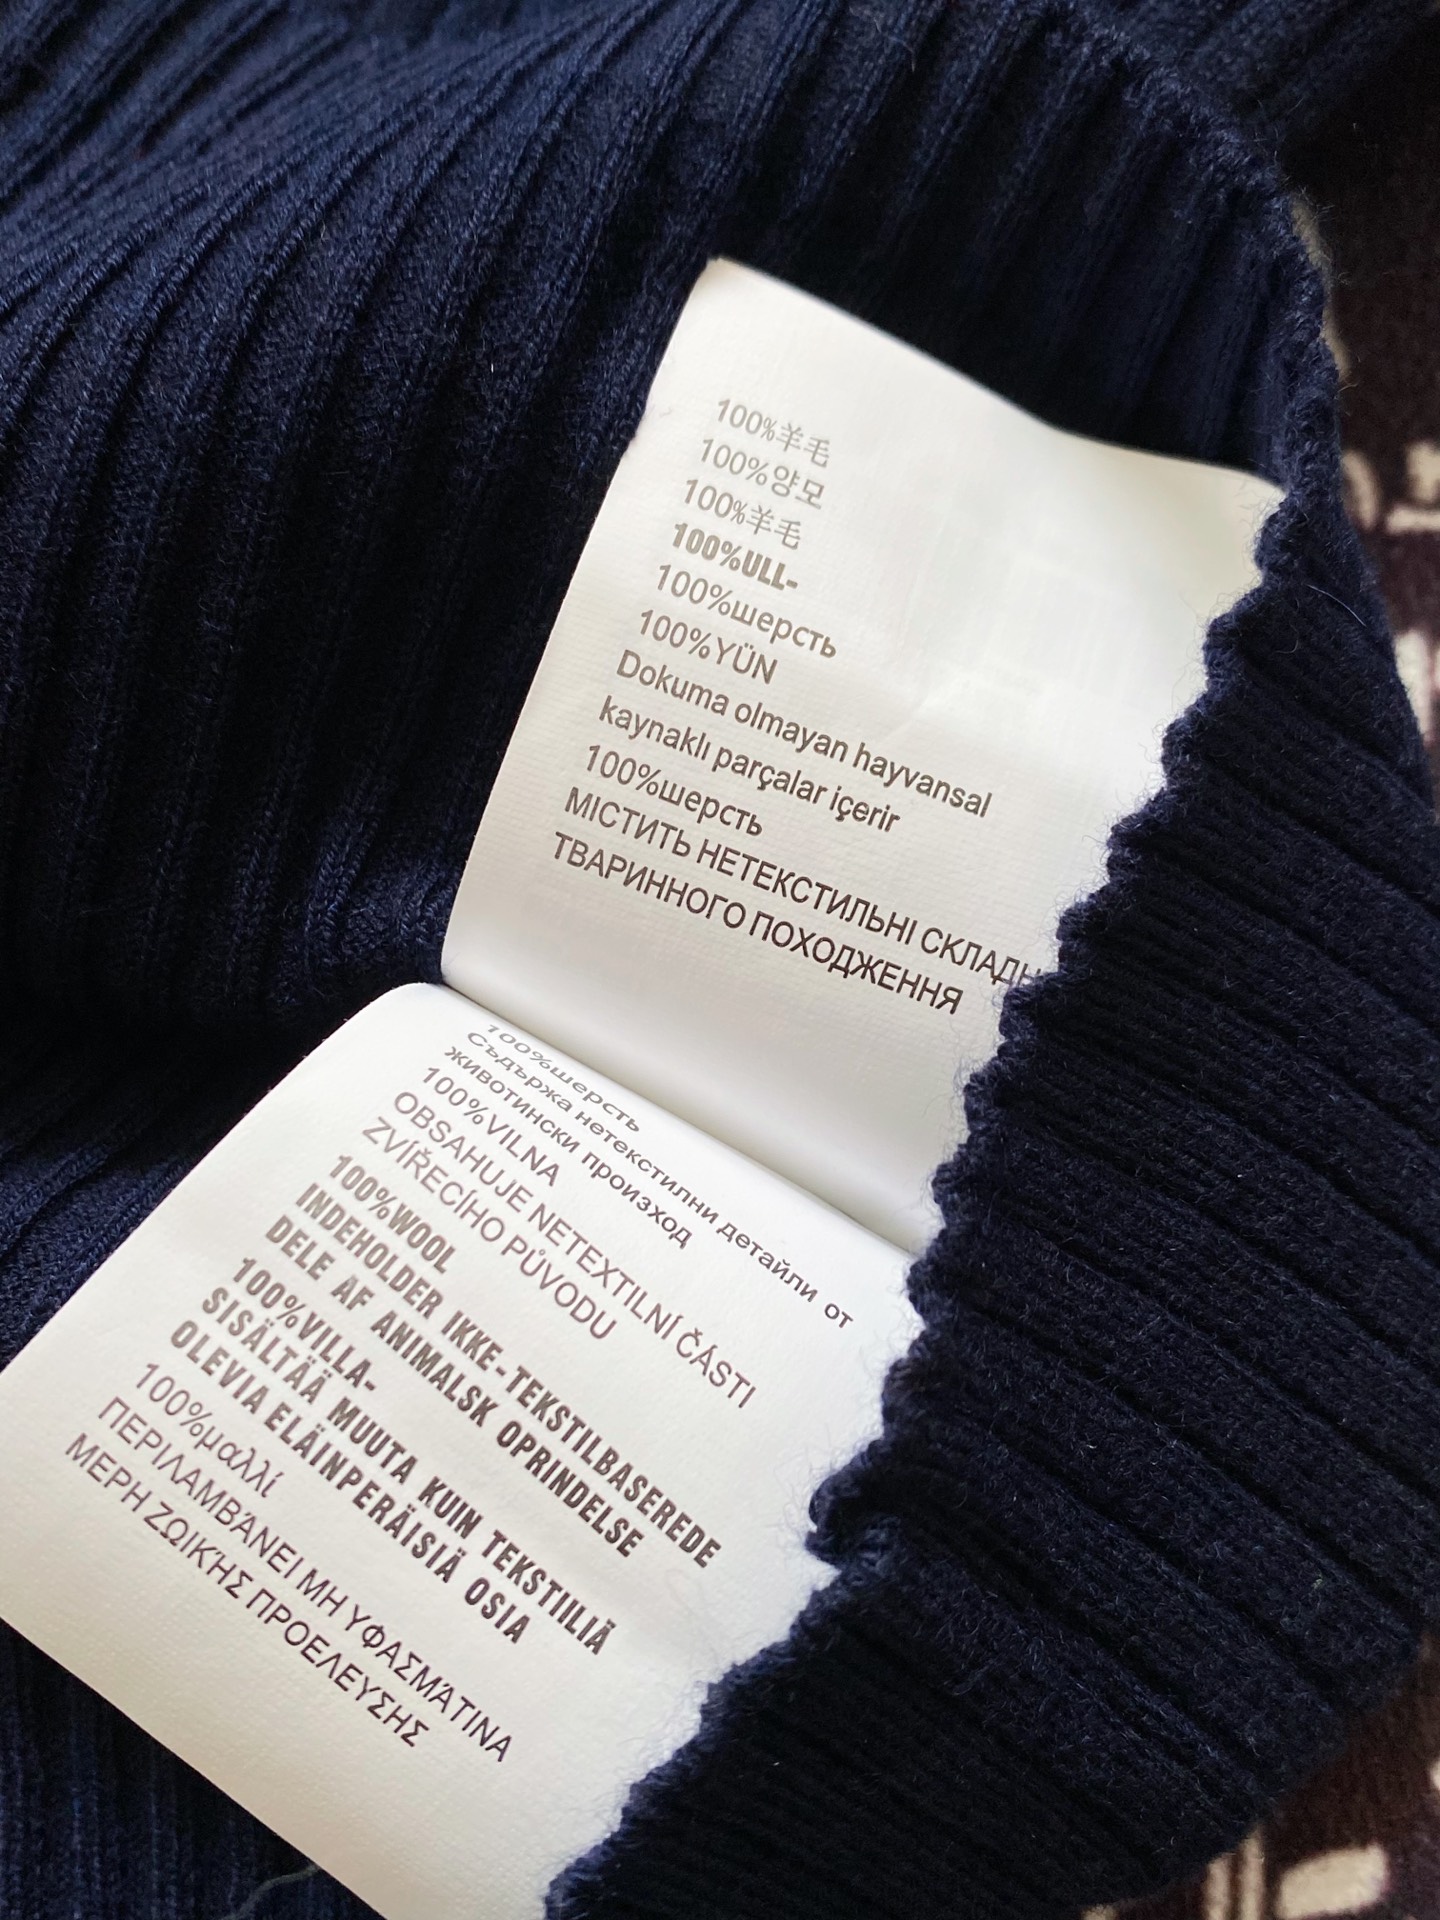 100%羊毛
100%양모
100%羊毛
100%ULL-
100%шерсть
100%YÜN
Dokuma olmayan hayvansal
kaynaklı parçalar içerir
100%шерсть
МІСТИТЬ НЕТЕКСТИЛЬНІ СКЛАДН
ТВАРИННОГО ПОХОДЖЕННЯ
100%шерсть
Съдържа нетекстилни детайли от
животински произход
100%VILNA
OBSAHUJE NETEXTILNÍ ČÁSTI
ZVÍŘECÍHO PŮVODU
100%WOOL
INDEHOLDER IKKE-TEKSTILBASEREDE
DELE AF ANIMALSK OPRINDELSE
100%VILLA-
SISÄLTÄÄ MUUTA KUIN TEKSTIILIÄ
OLEVIA ELÄINPERÄISIÄ OSIA
100%μαλλί
ΠΕΡΙΛΑΜΒΆΝΕΙ ΜΗ ΥΦΑΣΜΆΤΙΝΑ
ΜΕΡΗ ΖΩΙΚΉΣ ΠΡΟΕΛΕΥΣΗΣ